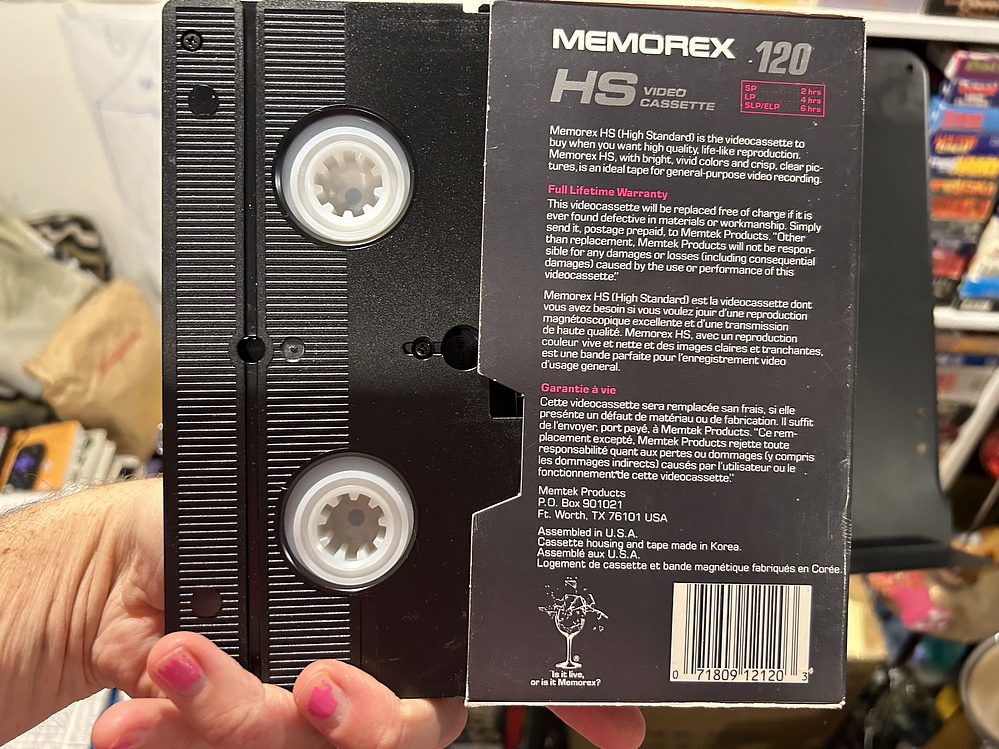 MEMOREX 120
HS VIDEO CASSETTE
SP 2 hrs
LP 4 hrs
SLP/ELP 6 hrs
Memorex HS (High Standard) is the videocassette to
buy when you want high quality, life-like reproduction.
Memorex HS, with bright, vivid colors and crisp, clear pic-
tures, is an ideal tape for general-purpose video recording.
Full Lifetime Warranty
This videocassette will be replaced free of charge if it is
ever found defective in materials or workmanship. Simply
send it, postage prepaid, to Memtek Products. "Other
than replacement, Memtek Products will not be respon-
sible for any damages or losses (including consequential
damages) caused by the use or performance of this
videocassette."
Memorex HS (High Standard) est la videocassette dont
vous avez besoin si vous voulez jouir d'une reproduction
magnétoscopique excellente et d'une transmission
de haute qualité. Memorex HS, avec un reproduction
couleur vive et nette et des images claires et tranchantes,
est une bande parfaite pour l'enregistrement video
d'usage general.
Garantie à vie
Cette videocassette sera remplacée san frais, si elle
presénte un défaut de matériau ou de fabrication. Il suffit
de l'envoyer, port payé, à Memtek Products. "Ce rem-
placement excepté, Memtek Products rejette toute
responsabilité quant aux pertes ou dommages (y compris
les dommages indirects) causés par l'utilisateur ou le
fonctionnement de cette videocassette."
Memtek Products
P.O. Box 901021
Ft. Worth, TX 76101 USA
Assembled in U.S.A.
Cassette housing and tape made in Korea.
Assemblé aux U.S.A.
Logement de cassette et bande magnétique fabriqués en Corée.
®
Is it live,
or is it Memorex?
0 71809 12120 3